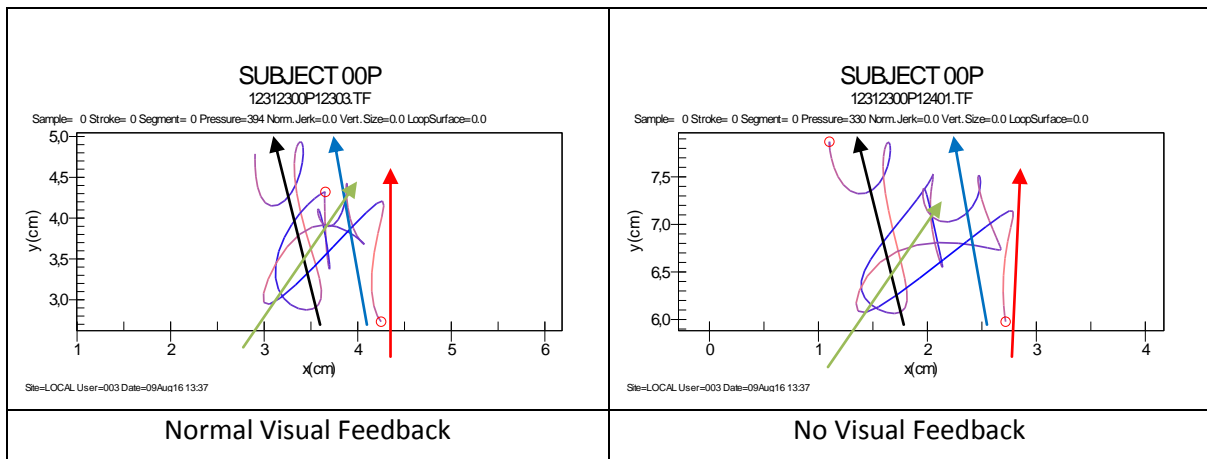 SUBJECT 00P
12312300P12303.TF
Sample= 0 Stroke= 0 Segment= 0 Pressure=394 Norm.Jerk=0.0 Vert.Size=0.0 LoopSurface=0.0
5,0
4,5
4,0
3,5
3,0
y(cm)
1 2 3 4 5 6
x(cm)
Site=LOCAL User=003 Date=09Aug16 13:37
Normal Visual Feedback
SUBJECT 00P
12312300P12401.TF
Sample= 0 Stroke= 0 Segment= 0 Pressure=330 Norm.Jerk=0.0 Vert.Size=0.0 LoopSurface=0.0
7,5
7,0
6,5
6,0
y(cm)
0 1 2 3 4
x(cm)
Site=LOCAL User=003 Date=09Aug16 13:37
No Visual Feedback